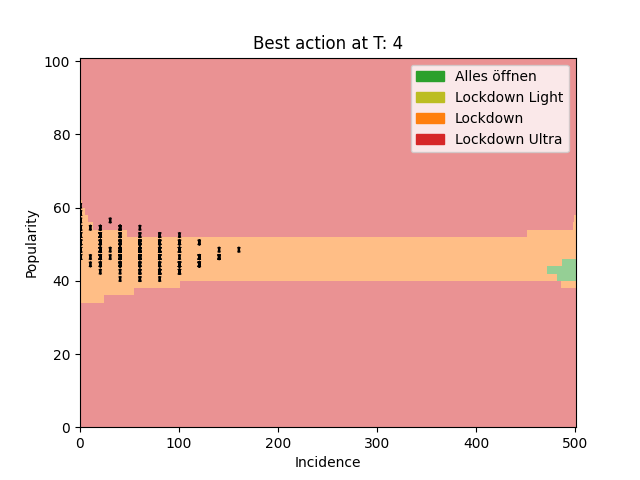 Best action at T: 4
Alles öffnen
Lockdown Light
Lockdown
Lockdown Ultra
Popularity
100
80
60
40
20
0
0 100 200 300 400 500
Incidence